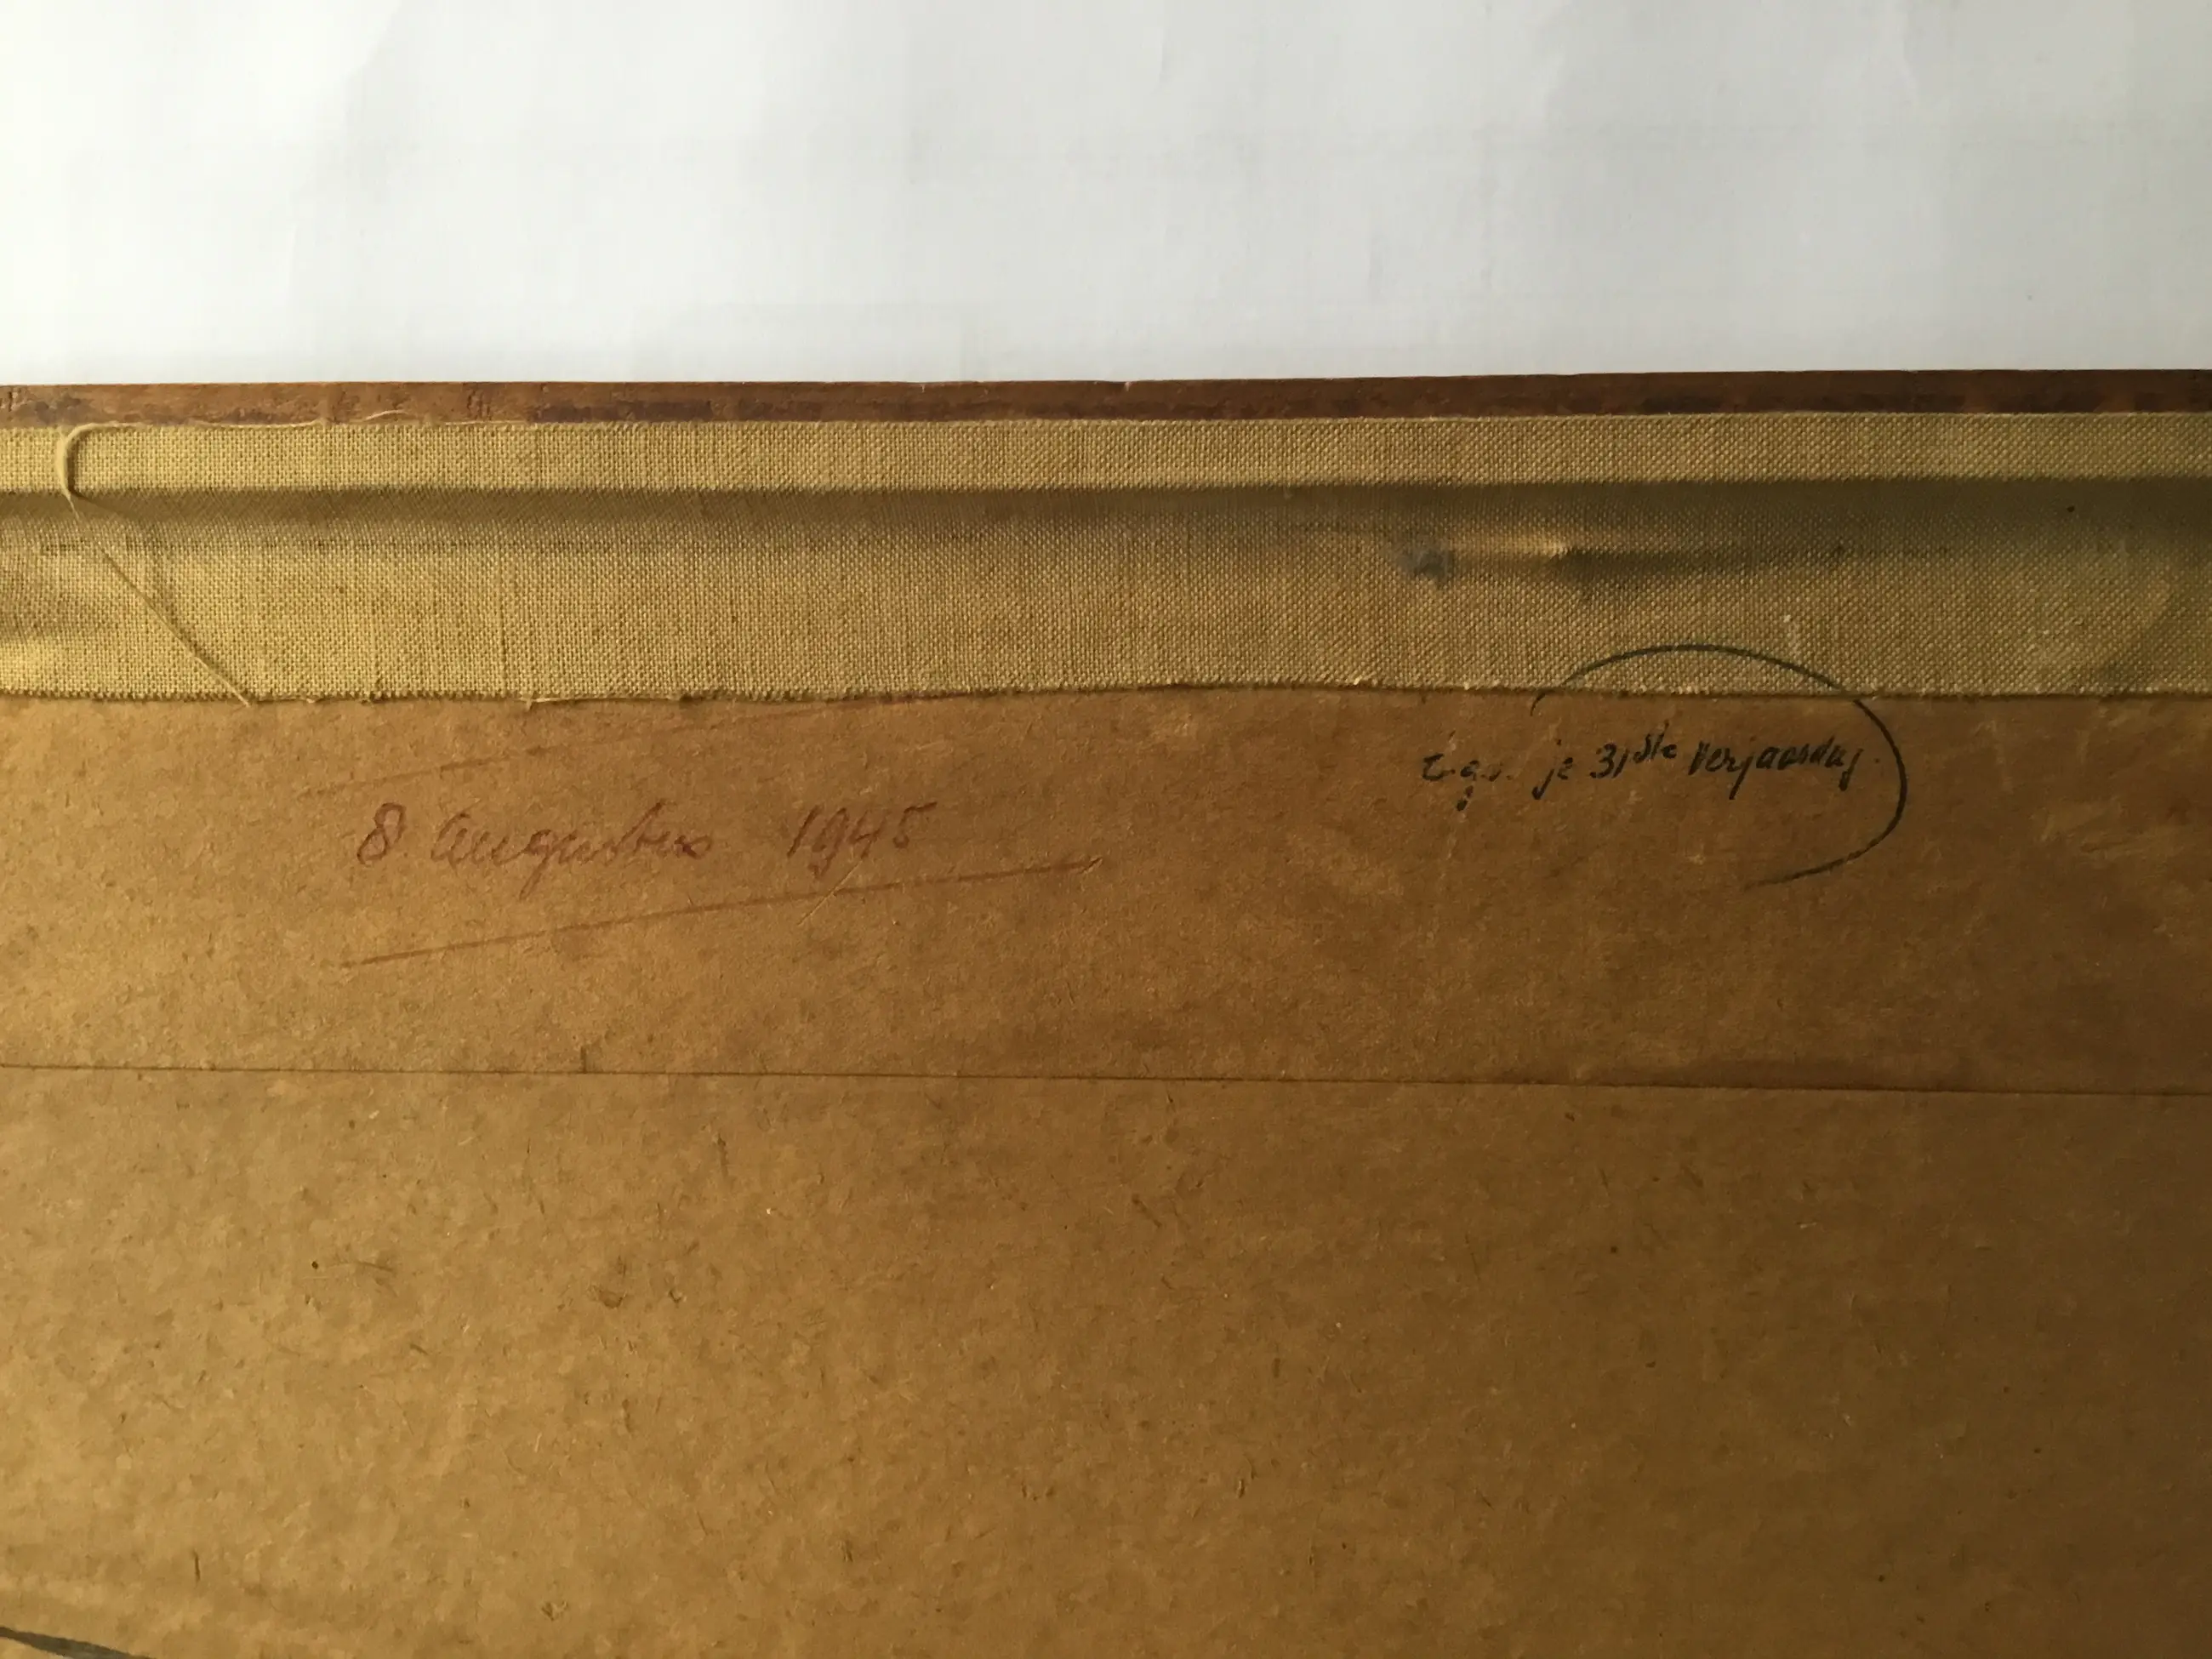 8 Augustus 1945
je 31ste verjaardag.